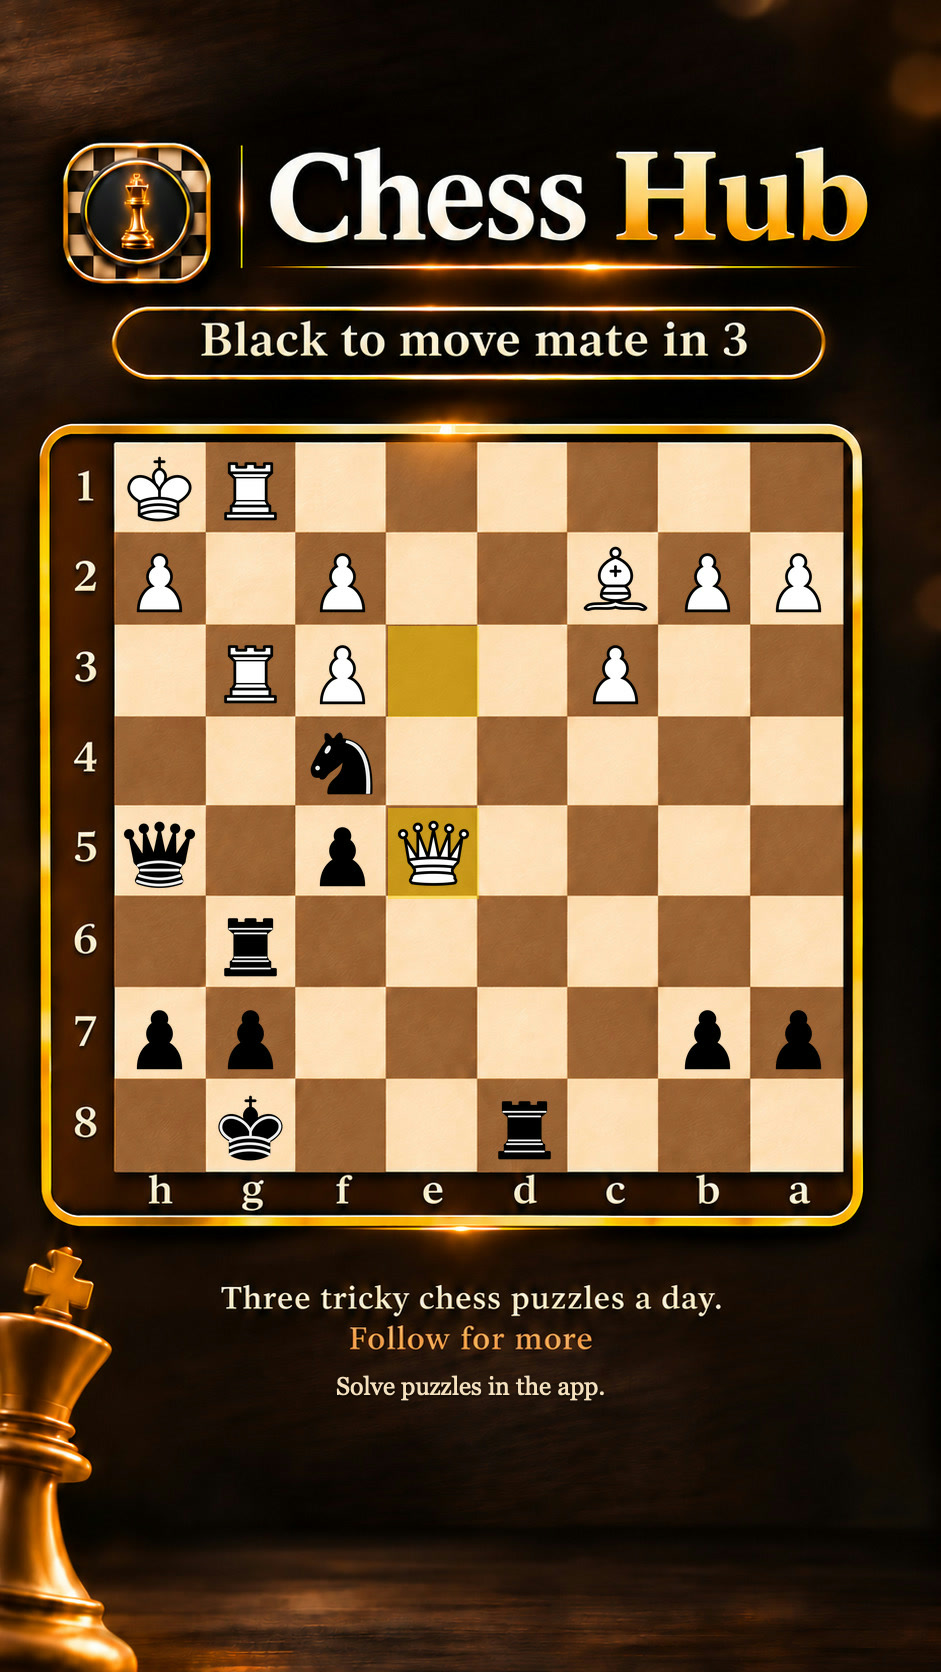 Chess Hub
Black to move mate in 3
1
2
3
4
5
6
7
8
h g f e d c b a
Three tricky chess puzzles a day.
Follow for more
Solve puzzles in the app.